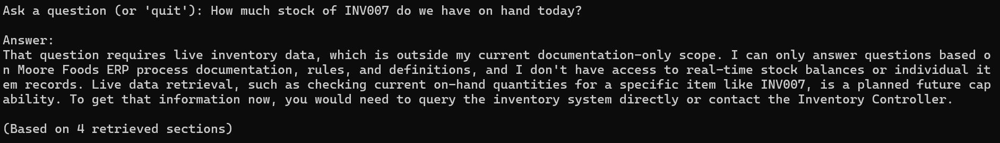 Ask a question (or 'quit'): How much stock of INV007 do we have on hand today?
Answer:
That question requires live inventory data, which is outside my current documentation-only scope. I can only answer questions based o
n Moore Foods ERP process documentation, rules, and definitions, and I don't have access to real-time stock balances or individual it
em records. Live data retrieval, such as checking current on-hand quantities for a specific item like INV007, is a planned future cap
ability. To get that information now, you would need to query the inventory system directly or contact the Inventory Controller.
(Based on 4 retrieved sections)